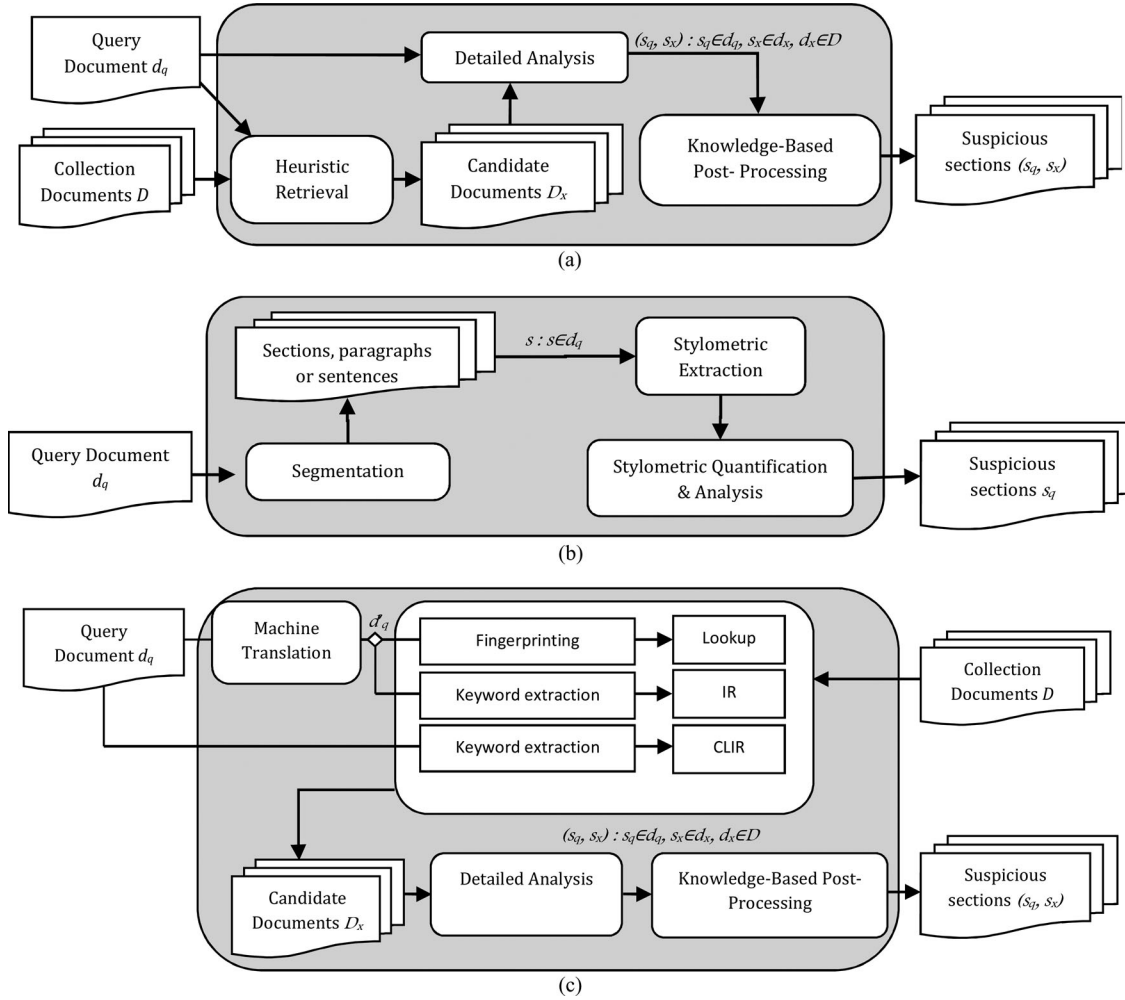 Query
Document dq
(sq, sx) : sq∈dq, sx∈dx, dx∈D
Detailed Analysis
Collection
Documents D
Heuristic
Retrieval
Candidate
Documents Dx
Knowledge-Based
Post- Processing
Suspicious
sections (sq, sx)
(a)
Sections, paragraphs
or sentences
s : s∈dq
Stylometric
Extraction
Query Document
dq
Segmentation
Stylometric Quantification
& Analysis
Suspicious
sections sq
(b)
Query
Document dq
Machine
Translation
d'q
Fingerprinting
Lookup
Keyword extraction
IR
Keyword extraction
CLIR
Collection
Documents D
(sq, sx) : sq∈dq, sx∈dx, dx∈D
Candidate
Documents Dx
Detailed Analysis
Knowledge-Based Post-
Processing
Suspicious
sections (sq, sx)
(c)